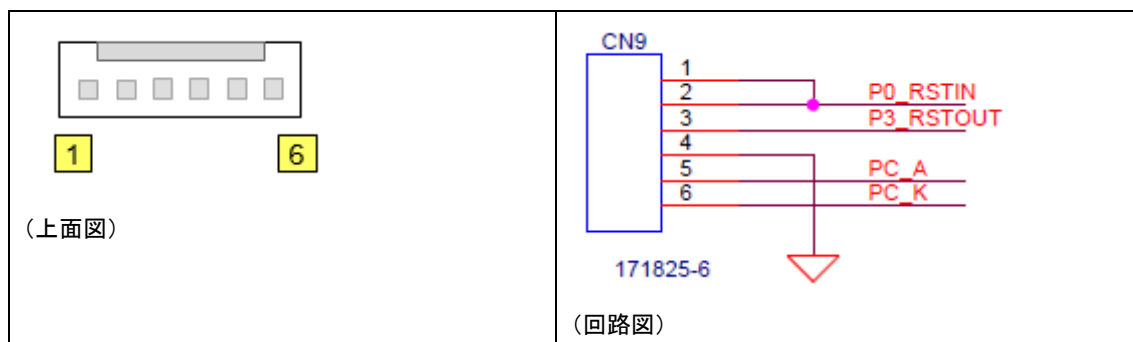 1
6
（上面図）
CN9
1
2
3
4
5
6
P0_RSTIN
P3_RSTOUT
PC_A
PC_K
171825-6
（回路図）